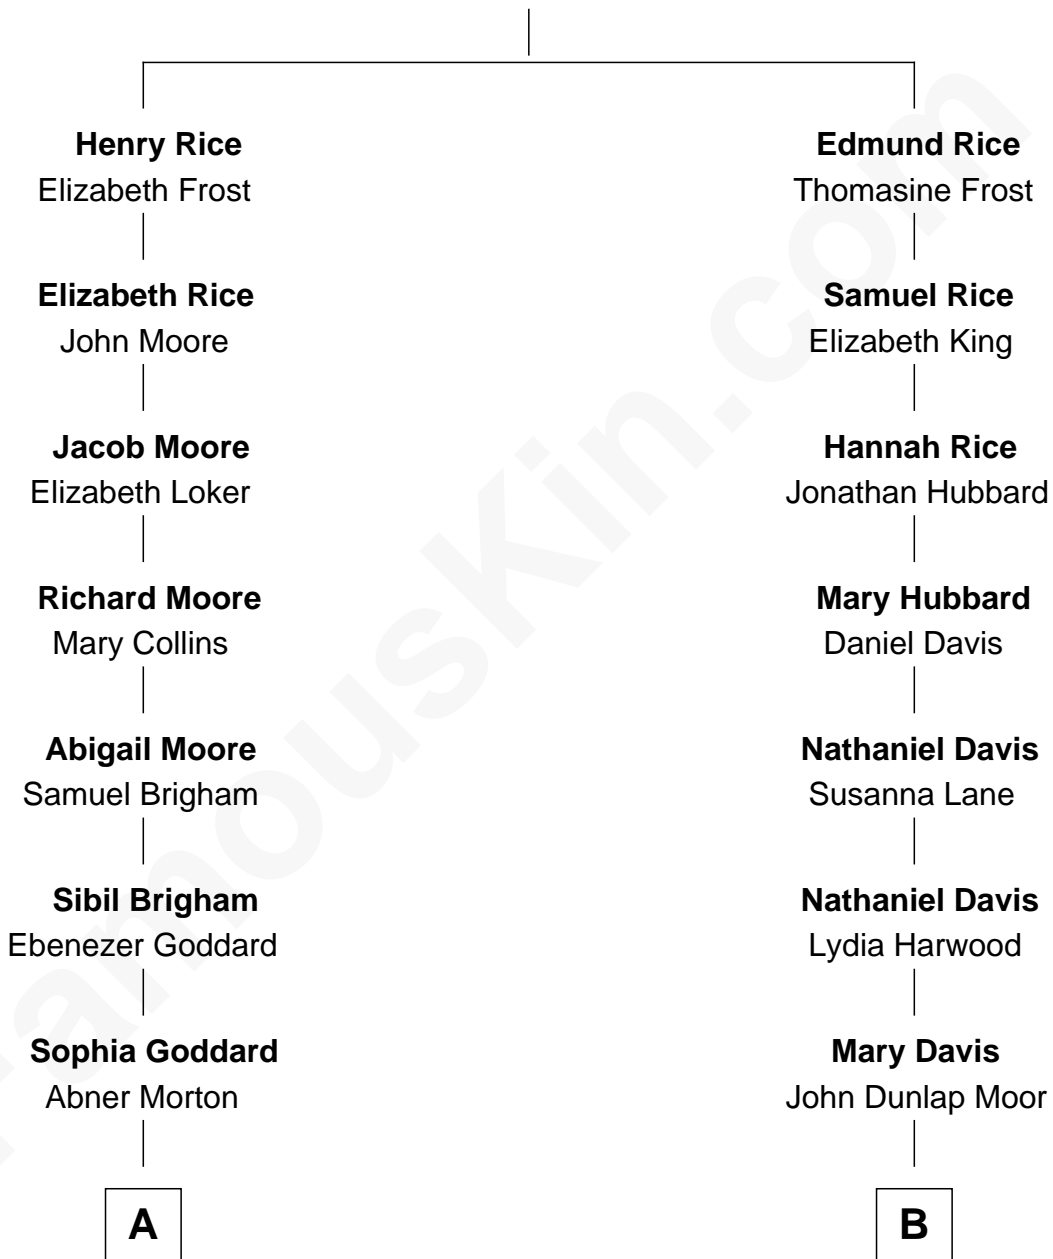 Henry Rice
Elizabeth Frost
Elizabeth Rice
John Moore
Jacob Moore
Elizabeth Loker
Richard Moore
Mary Collins
Abigail Moore
Samuel Brigham
Sibil Brigham
Ebenezer Goddard
Sophia Goddard
Abner Morton
A
Edmund Rice
Thomasine Frost
Samuel Rice
Elizabeth King
Hannah Rice
Jonathan Hubbard
Mary Hubbard
Daniel Davis
Nathaniel Davis
Susanna Lane
Nathaniel Davis
Lydia Harwood
Mary Davis
John Dunlap Moor
B
FamousKin.com